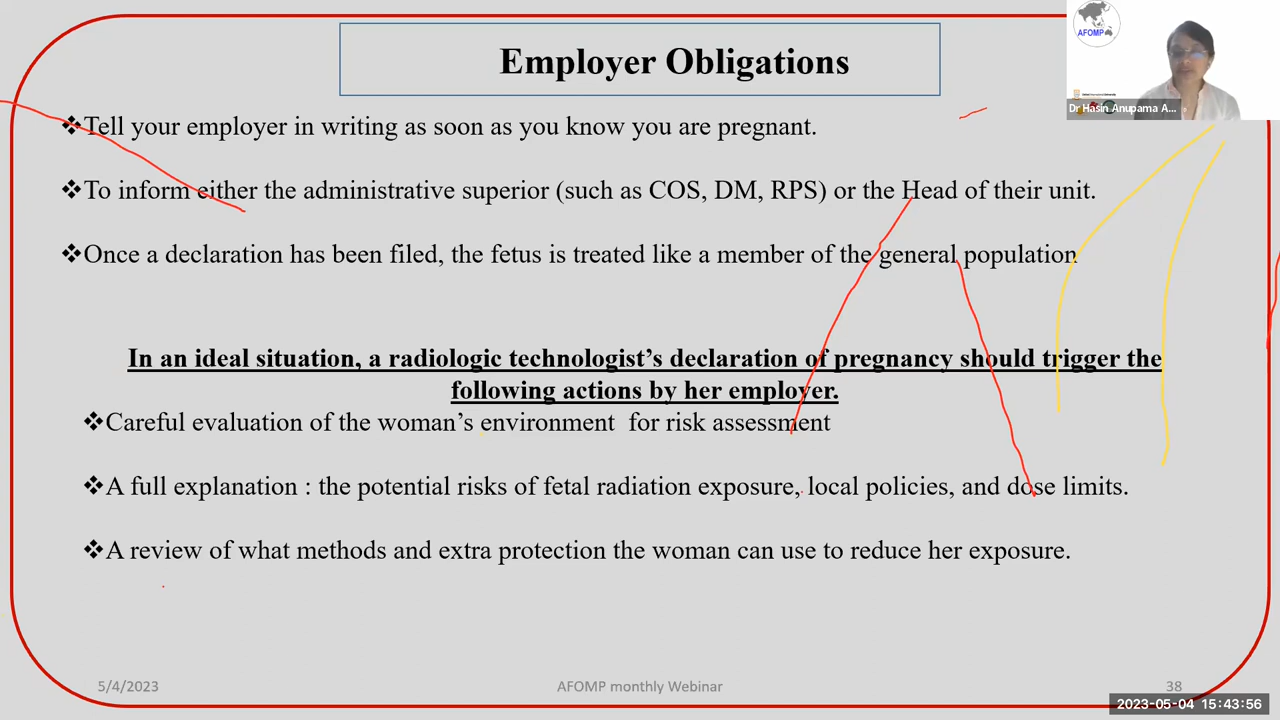 Employer Obligations
AFOMP
Dr Hasin Anupama A...
❖Tell your employer in writing as soon as you know you are pregnant.
❖To inform either the administrative superior (such as COS, DM, RPS) or the Head of their unit.
❖Once a declaration has been filed, the fetus is treated like a member of the general population
In an ideal situation, a radiologic technologist’s declaration of pregnancy should trigger the
following actions by her employer.
❖Careful evaluation of the woman’s environment for risk assessment
❖A full explanation : the potential risks of fetal radiation exposure, local policies, and dose limits.
❖A review of what methods and extra protection the woman can use to reduce her exposure.
5/4/2023
AFOMP monthly Webinar
38
2023-05-04 15:43:56